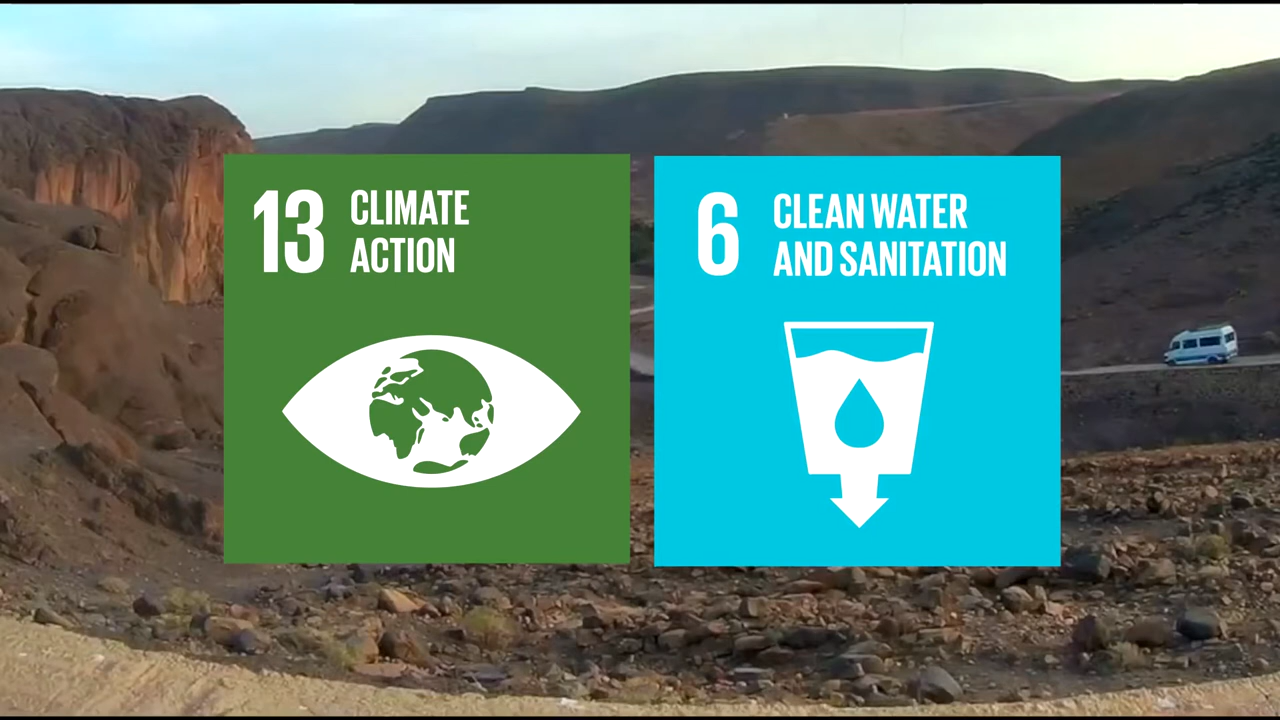 13
CLIMATE
ACTION
6
CLEAN WATER
AND SANITATION